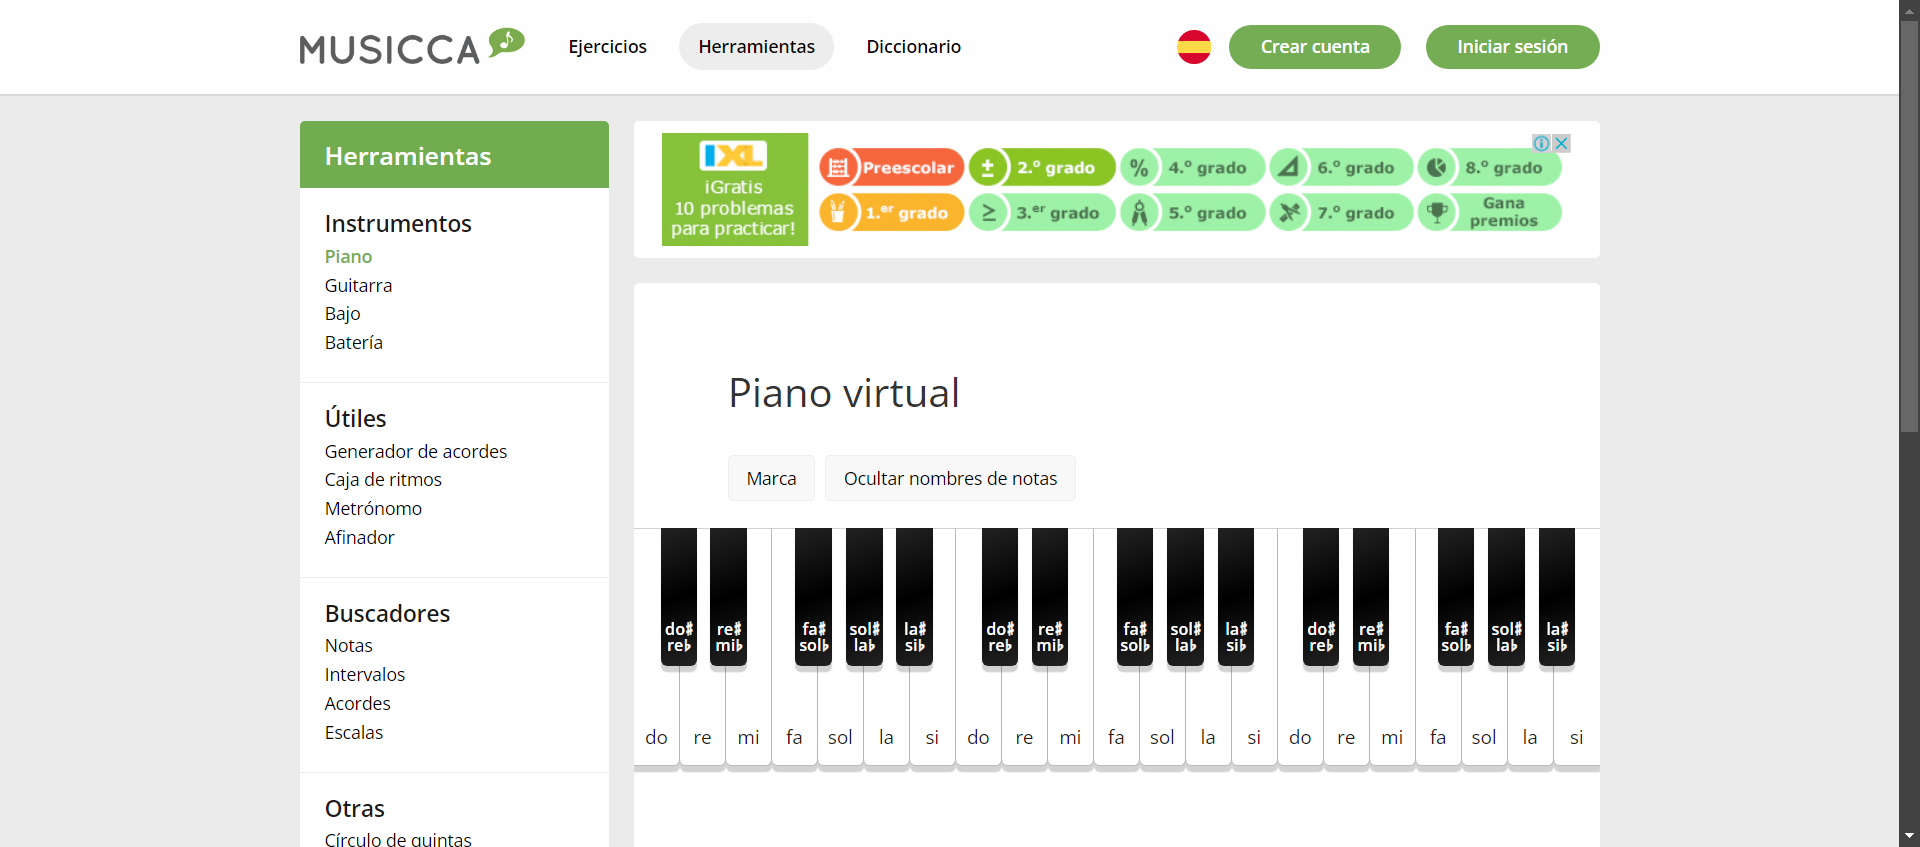 MUSICCA
Ejercicios
Herramientas
Diccionario
Crear cuenta
Iniciar sesión
Herramientas
Instrumentos
Piano
Guitarra
Bajo
Batería
Útiles
Generador de acordes
Caja de ritmos
Metrónomo
Afinador
Buscadores
Notas
Intervalos
Acordes
Escalas
Otras
Círculo de quintas
IXL
¡Gratis
10 problemas
para practicar!
Preescolar
2.º grado
4.º grado
6.º grado
8.º grado
1.er grado
3.er grado
5.º grado
7.º grado
Gana
premios
Piano virtual
Marca
Ocultar nombres de notas
do♯ re♯ fa♯ sol♯ la♯ do♯ re♯ fa♯ sol♯ la♯ do♯ re♯ fa♯ sol♯ la♯
re♭ mi♭ sol♭ la♭ si♭ re♭ mi♭ sol♭ la♭ si♭ re♭ mi♭ sol♭ la♭ si♭
do re mi fa sol la si do re mi fa sol la si do re mi fa sol la si